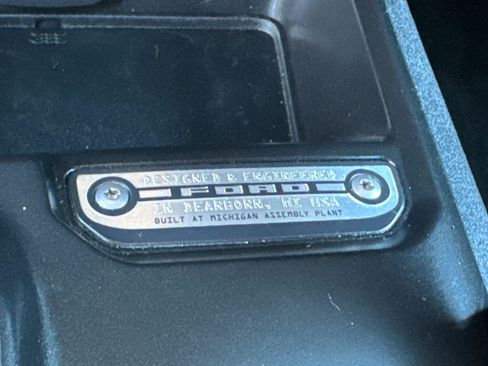 DESIGNED & ENGINEERED
FORD
IN DEARBORN, MI USA
BUILT AT MICHIGAN ASSEMBLY PLANT